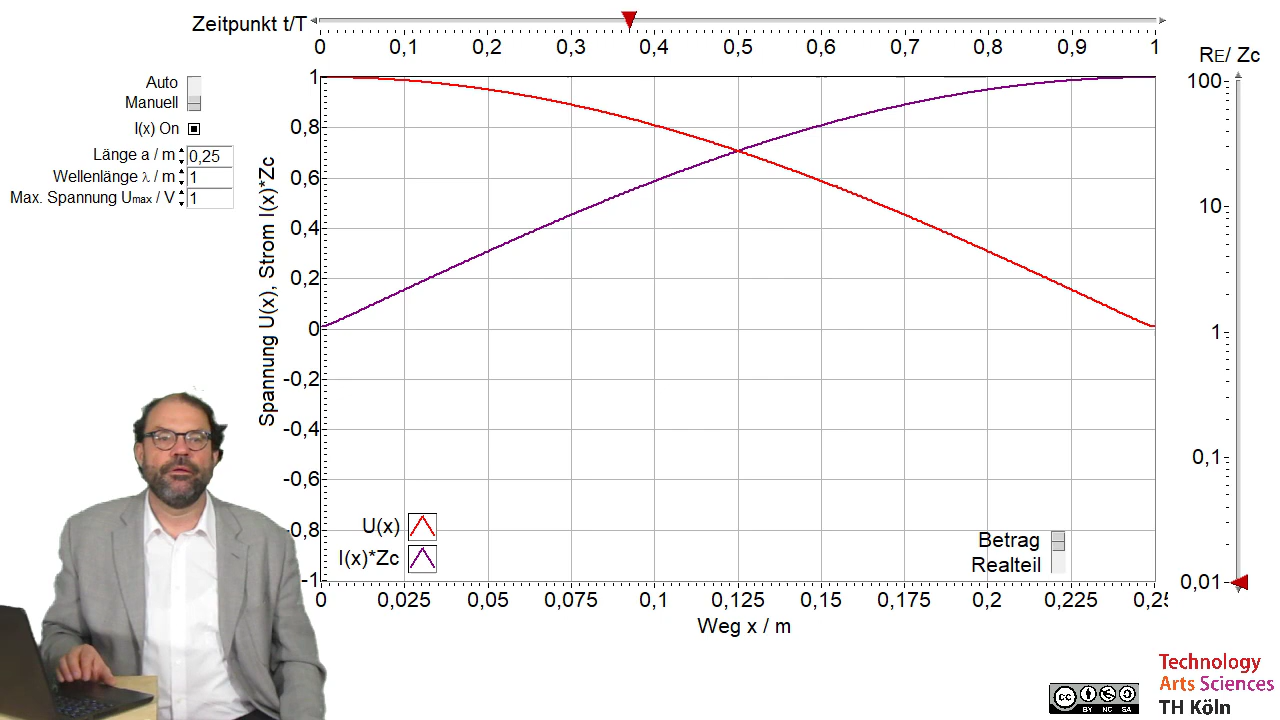 Zeitpunkt t/T
0 0,1 0,2 0,3 0,4 0,5 0,6 0,7 0,8 0,9 1
RE/ Zc
Auto
Manuell
I(x) On
Länge a / m 0,25
Wellenlänge λ / m 1
Max. Spannung Umax / V 1
Spannung U(x), Strom I(x)*Zc
1
0,8
0,6
0,4
0,2
0
-0,2
-0,4
-0,6
-0,8
-1
100
10
1
0,1
0,01
U(x)
I(x)*Zc
Betrag
Realteil
0 0,025 0,05 0,075 0,1 0,125 0,15 0,175 0,2 0,225 0,25
Weg x / m
cc BY NC SA
Technology
Arts Sciences
TH Köln